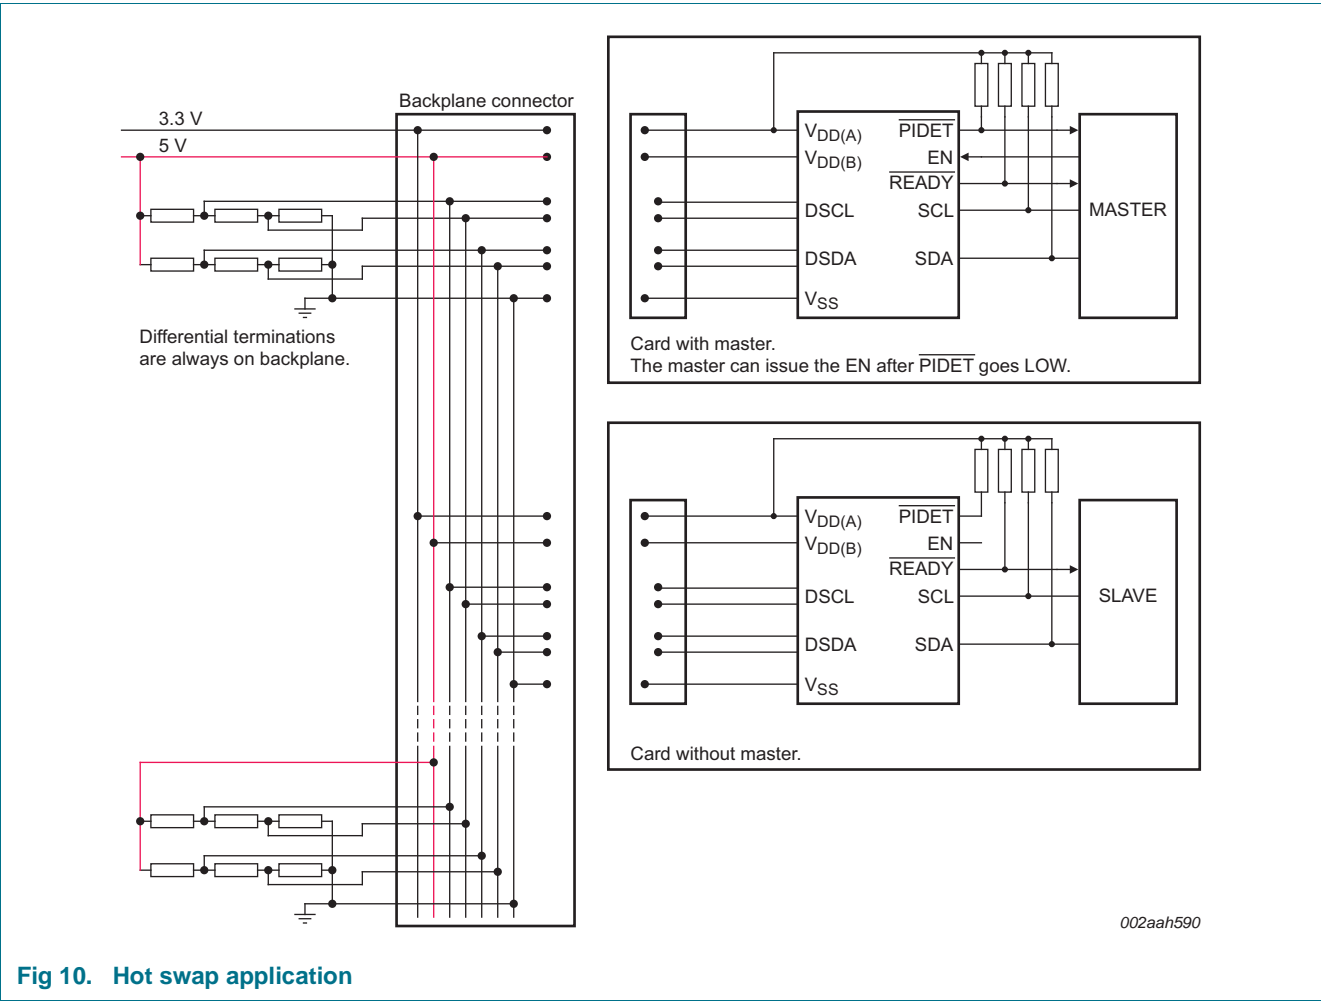 Backplane connector
3.3 V
5 V
Differential terminations
are always on backplane.
VDD(A)
VDD(B)
DSCL
DSDA
VSS
PIDET
EN
READY
SCL
SDA
MASTER
Card with master.
The master can issue the EN after PIDET goes LOW.
VDD(A)
VDD(B)
DSCL
DSDA
VSS
PIDET
EN
READY
SCL
SDA
SLAVE
Card without master.
002aah590
Fig 10. Hot swap application